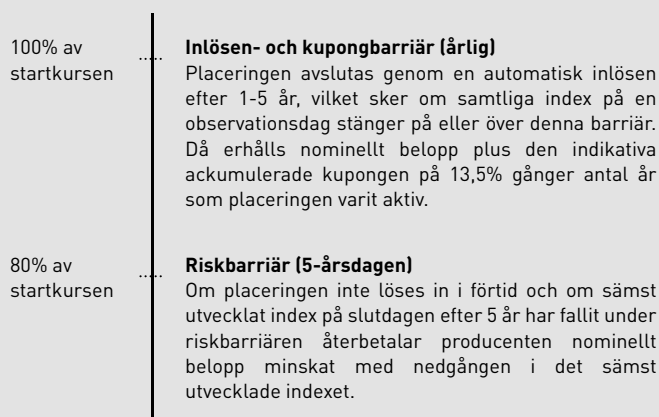 100% av
startkursen
.....
Inlösen- och kupongbarriär (årlig)
Placeringen avslutas genom en automatisk inlösen
efter 1-5 år, vilket sker om samtliga index på en
observationsdag stänger på eller över denna barriär.
Då erhålls nominellt belopp plus den indikativa
ackumulerade kupongen på 13,5% gånger antal år
som placeringen varit aktiv.
80% av
startkursen
.....
Riskbarriär (5-årsdagen)
Om placeringen inte löses in i förtid och om sämst
utvecklat index på slutdagen efter 5 år har fallit under
riskbarriären återbetalar producenten nominellt
belopp minskat med nedgången i det sämst
utvecklade indexet.